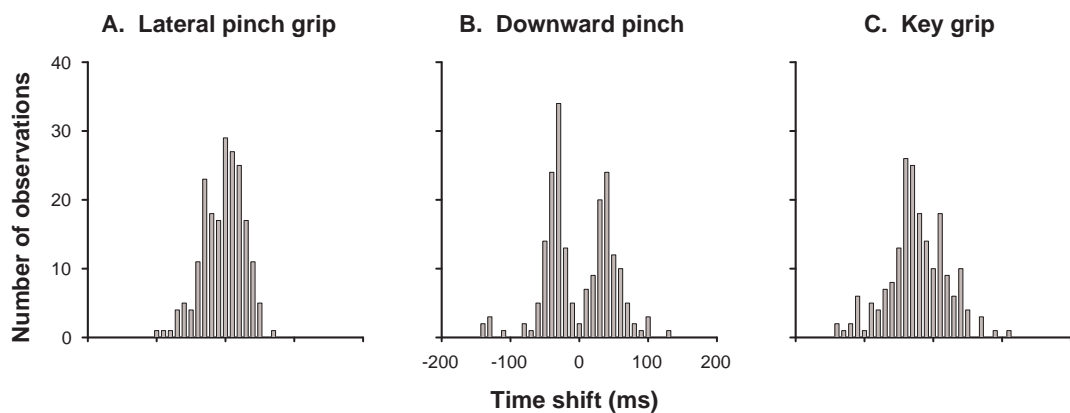 A. Lateral pinch grip
B. Downward pinch
C. Key grip
Number of observations
40
30
20
10
0
-200 -100 0 100 200
Time shift (ms)